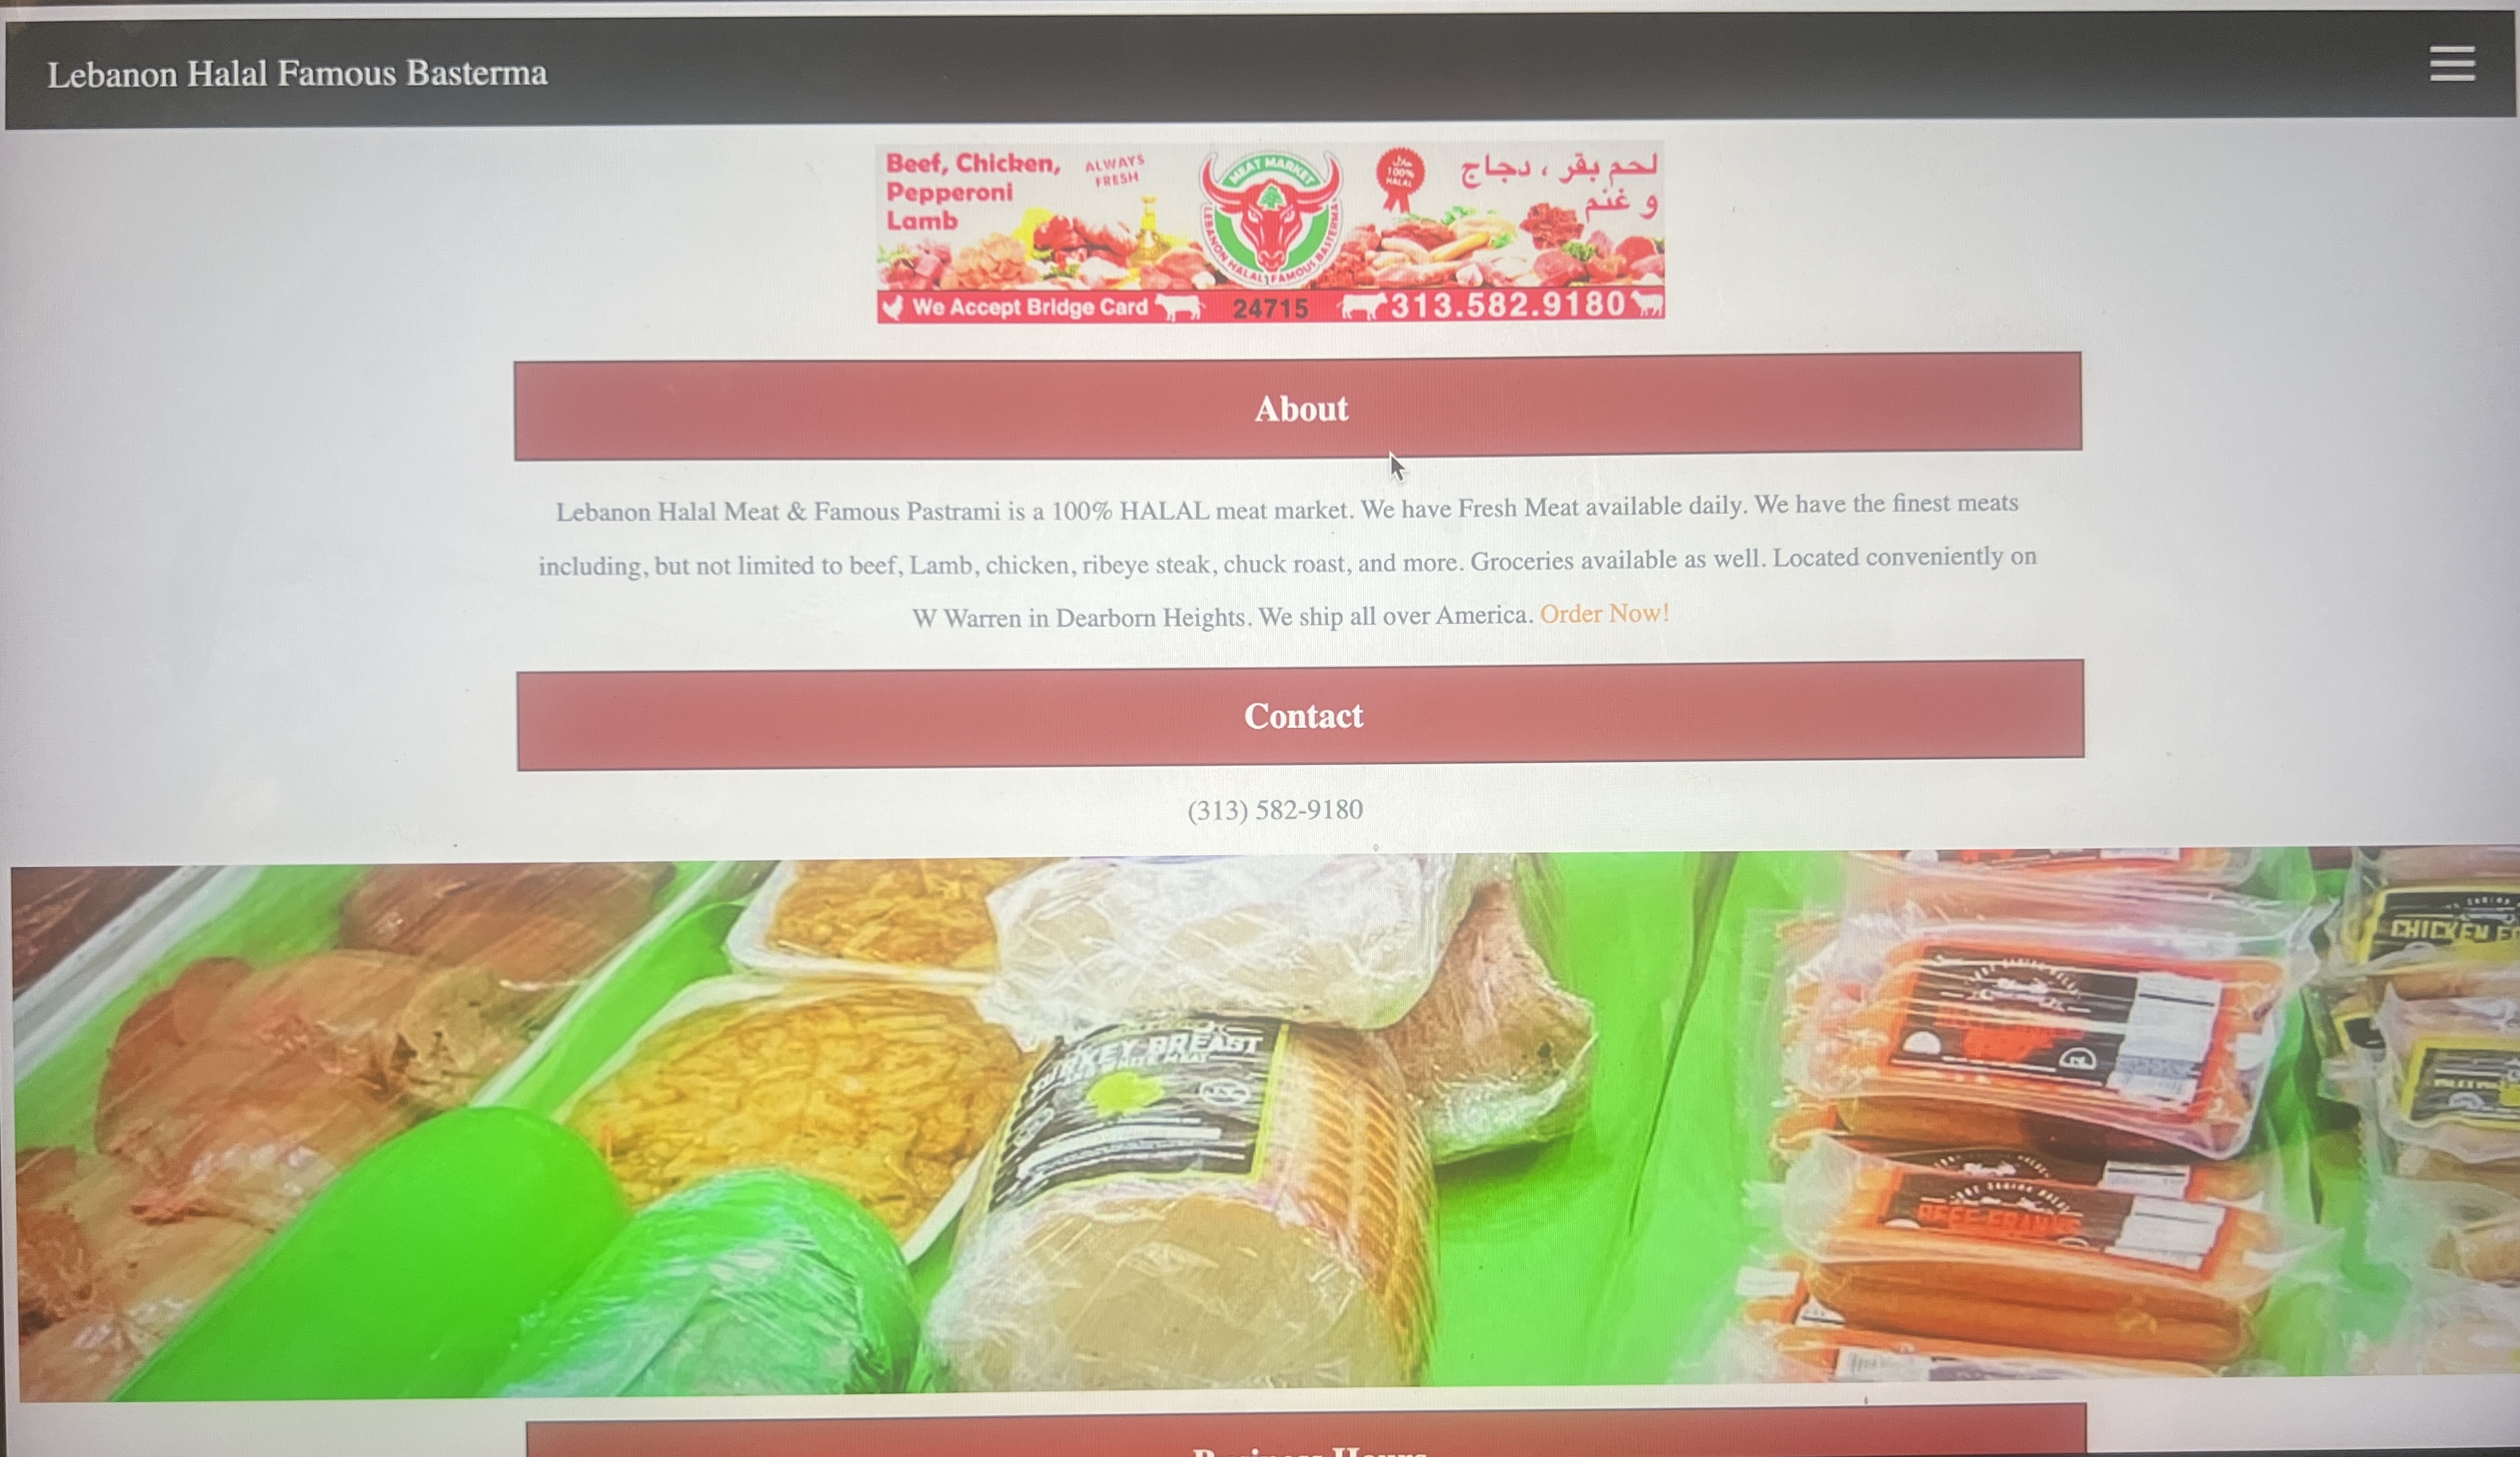 Lebanon Halal Famous Basterma
Beef, Chicken,
Pepperoni
Lamb
ALWAYS
FRESH
MEAT MARKET
LEBANON HALAL FAMOUS BASTERMA
حلال
100%
HALAL
لحم بقر ، دجاج
و غنم
We Accept Bridge Card
24715
313.582.9180
About
Lebanon Halal Meat & Famous Pastrami is a 100% HALAL meat market. We have Fresh Meat available daily. We have the finest meats
including, but not limited to beef, Lamb, chicken, ribeye steak, chuck roast, and more. Groceries available as well. Located conveniently on
W Warren in Dearborn Heights. We ship all over America. Order Now!
Contact
(313) 582-9180
CHICKEN
TURKEY BREAST
BEEF FRANKS
Business Hours